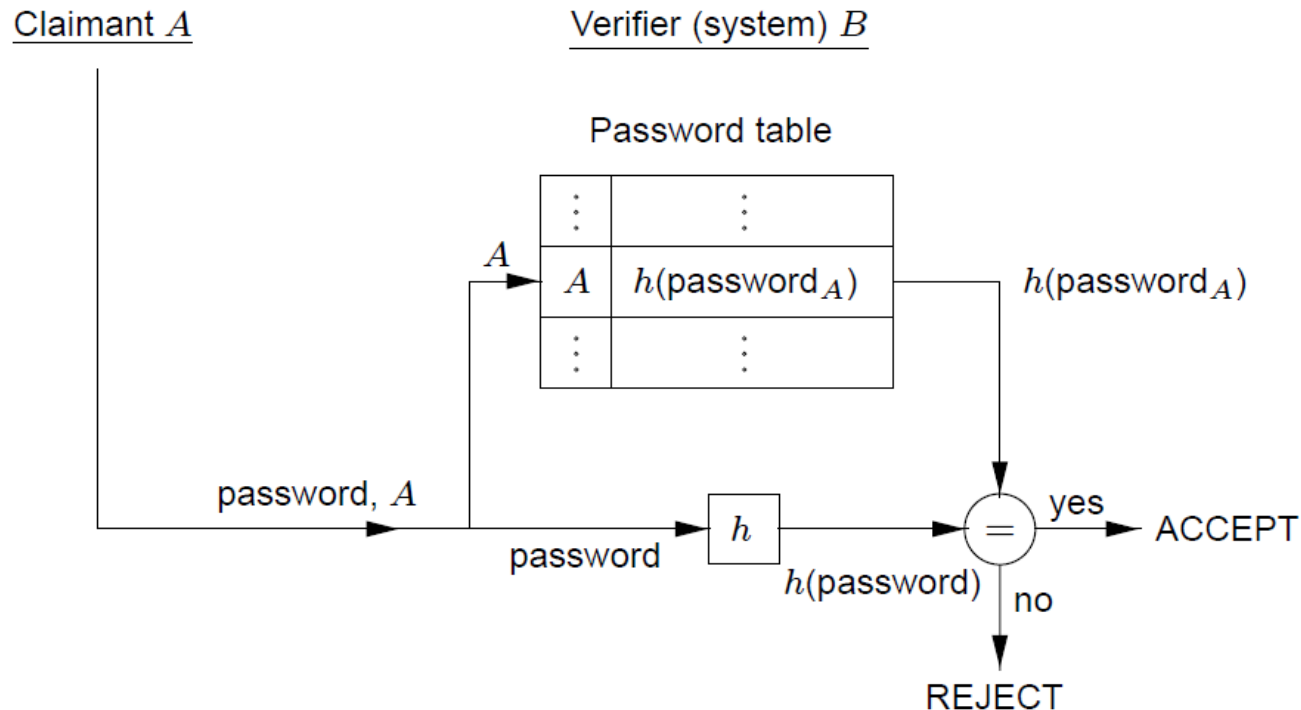 Claimant A
Verifier (system) B
Password table
⋮ ⋮
A
A h(password_A)
h(password_A)
⋮ ⋮
password, A
password
h
h(password)
=
yes
ACCEPT
no
REJECT